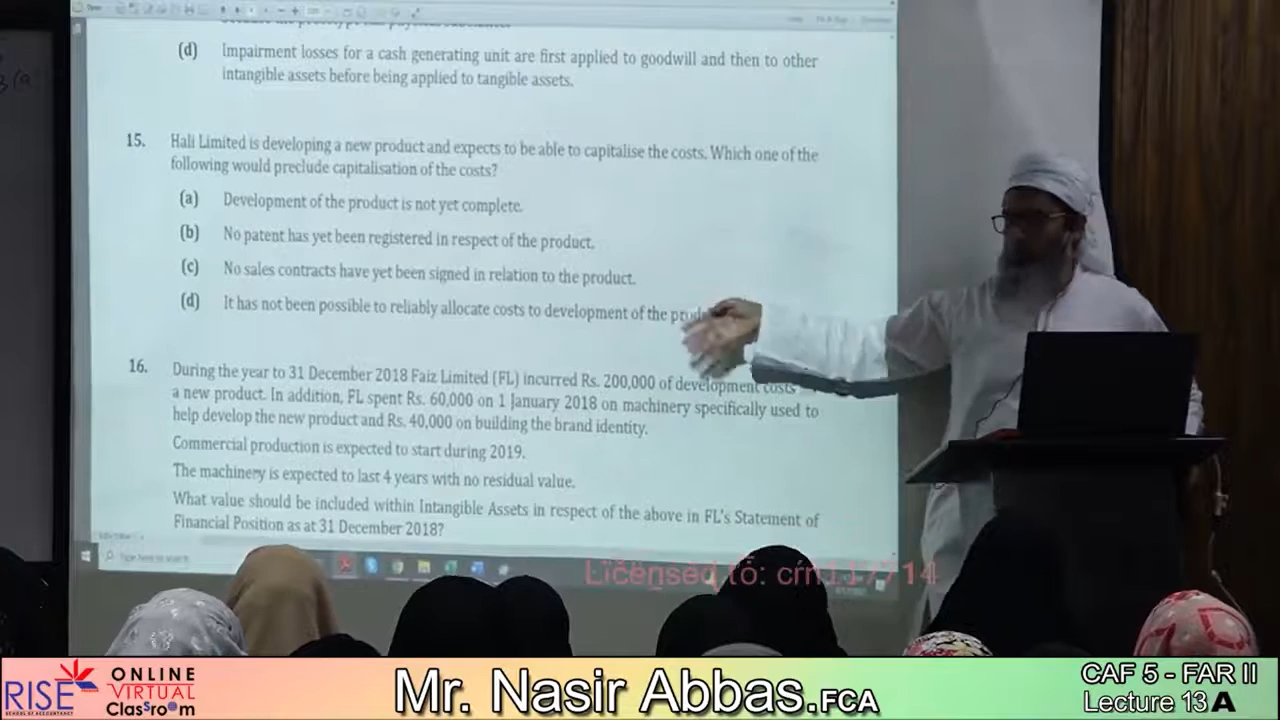 (d) Impairment losses for a cash generating unit are first applied to goodwill and then to other
intangible assets before being applied to tangible assets.
15. Hali Limited is developing a new product and expects to be able to capitalise the costs. Which one of the
following would preclude capitalisation of the costs?
(a) Development of the product is not yet complete.
(b) No patent has yet been registered in respect of the product.
(c) No sales contracts have yet been signed in relation to the product.
(d) It has not been possible to reliably allocate costs to development of the
16. During the year to 31 December 2018 Faiz Limited (FL) incurred Rs. 200,000 of development costs
a new product. In addition, FL spent Rs. 60,000 on 1 January 2018 on machinery specifically used to
help develop the new product and Rs. 40,000 on building the brand identity.
Commercial production is expected to start during 2019.
The machinery is expected to last 4 years with no residual value.
What value should be included within Intangible Assets in respect of the above in FL's Statement of
Financial Position as at 31 December 2018?
Type here to search
Licensed to: crn117714
RISE
SCHOOL OF ACCOUNTANCY
ONLINE
VIRTUAL
ClasSro@m
Mr. Nasir Abbas.FCA
CAF 5 - FAR II
Lecture 13 A